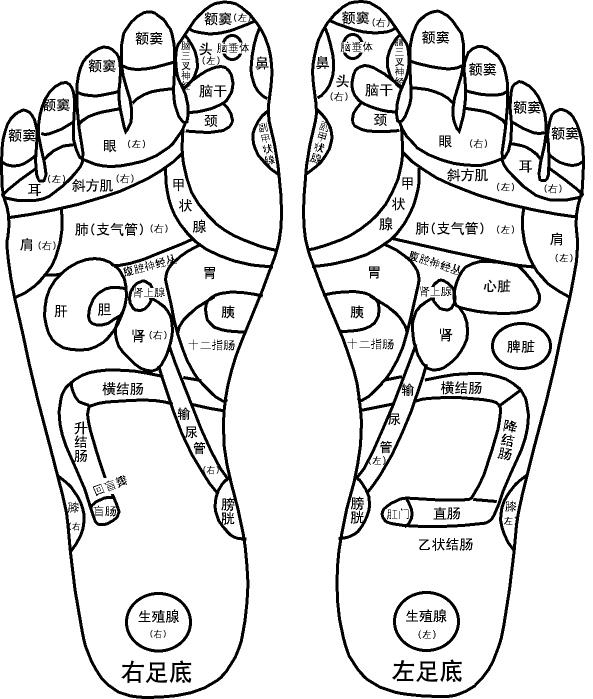 额窦（左）
额窦
额窦
额窦
额窦
脑垂体
头
（左）
三叉神经
鼻
脑干
颈
副甲状腺
眼（左）
耳（左）
斜方肌（右）
甲状腺
肩（右）
肺（支气管）（右）
腹腔神经丛
胃
肝
胆
肾上腺
胰
肾（右）
十二指肠
横结肠
升结肠
输尿管（右）
回盲瓣
盲肠
膝（右）
膀胱
生殖腺
（右）
右足底
额窦（右）
额窦
额窦
额窦
额窦
脑垂体
头
（右）
三叉神经
鼻
脑干
颈
副甲状腺
眼（右）
耳（右）
斜方肌（左）
甲状腺
肺（支气管）（左）
肩（左）
腹腔神经丛
胃
心脏
肾上腺
胰
肾
脾脏
十二指肠
横结肠
降结肠
输尿管（左）
膀胱
肛门
直肠
乙状结肠
膝（左）
生殖腺
（左）
左足底